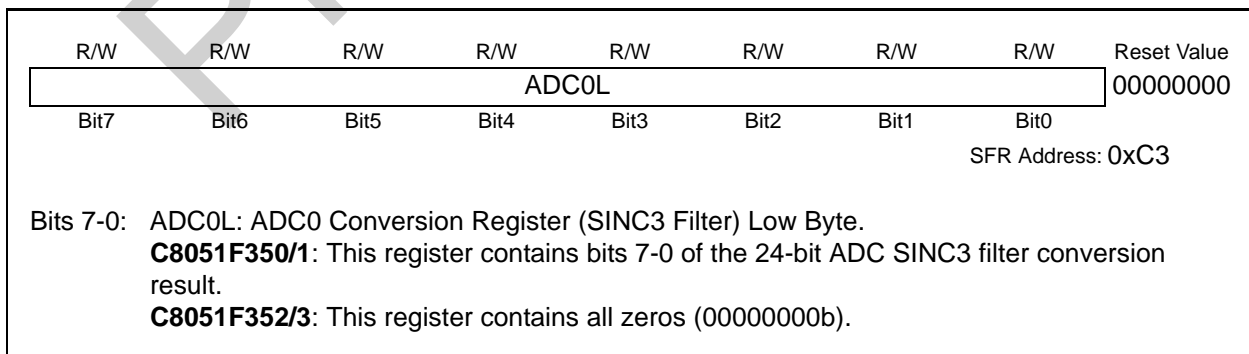 R/W R/W R/W R/W R/W R/W R/W R/W Reset Value
ADC0L 00000000
Bit7 Bit6 Bit5 Bit4 Bit3 Bit2 Bit1 Bit0
SFR Address: 0xC3
Bits 7-0: ADC0L: ADC0 Conversion Register (SINC3 Filter) Low Byte.
C8051F350/1: This register contains bits 7-0 of the 24-bit ADC SINC3 filter conversion
result.
C8051F352/3: This register contains all zeros (00000000b).